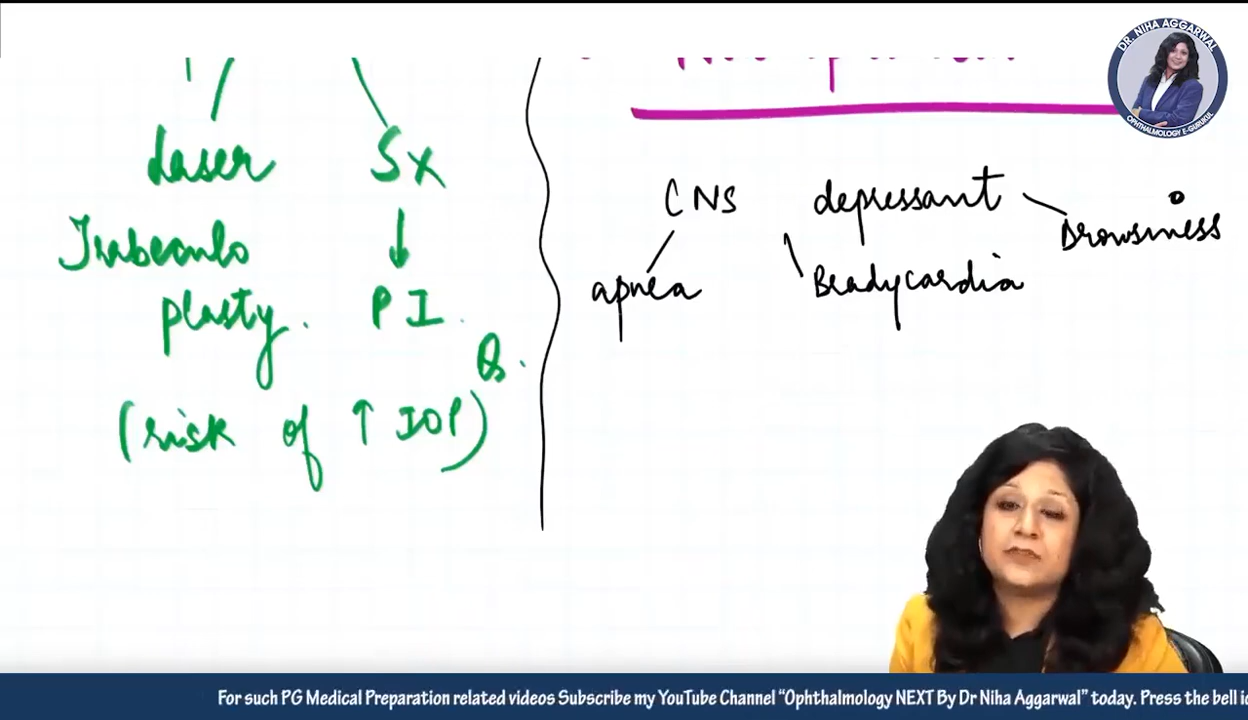 DR. NIHA AGGARWAL
OPHTHALMOLOGY E-GURUKUL
Laser
Trabeculo
plasty.
Sx
↓
PI.
(risk of ↑ IOP)
CNS depressant
Drowsiness
apnea
Bradycardia
For such PG Medical Preparation related videos Subscribe my YouTube Channel “Ophthalmology NEXT By Dr Niha Aggarwal” today. Press the bell ic